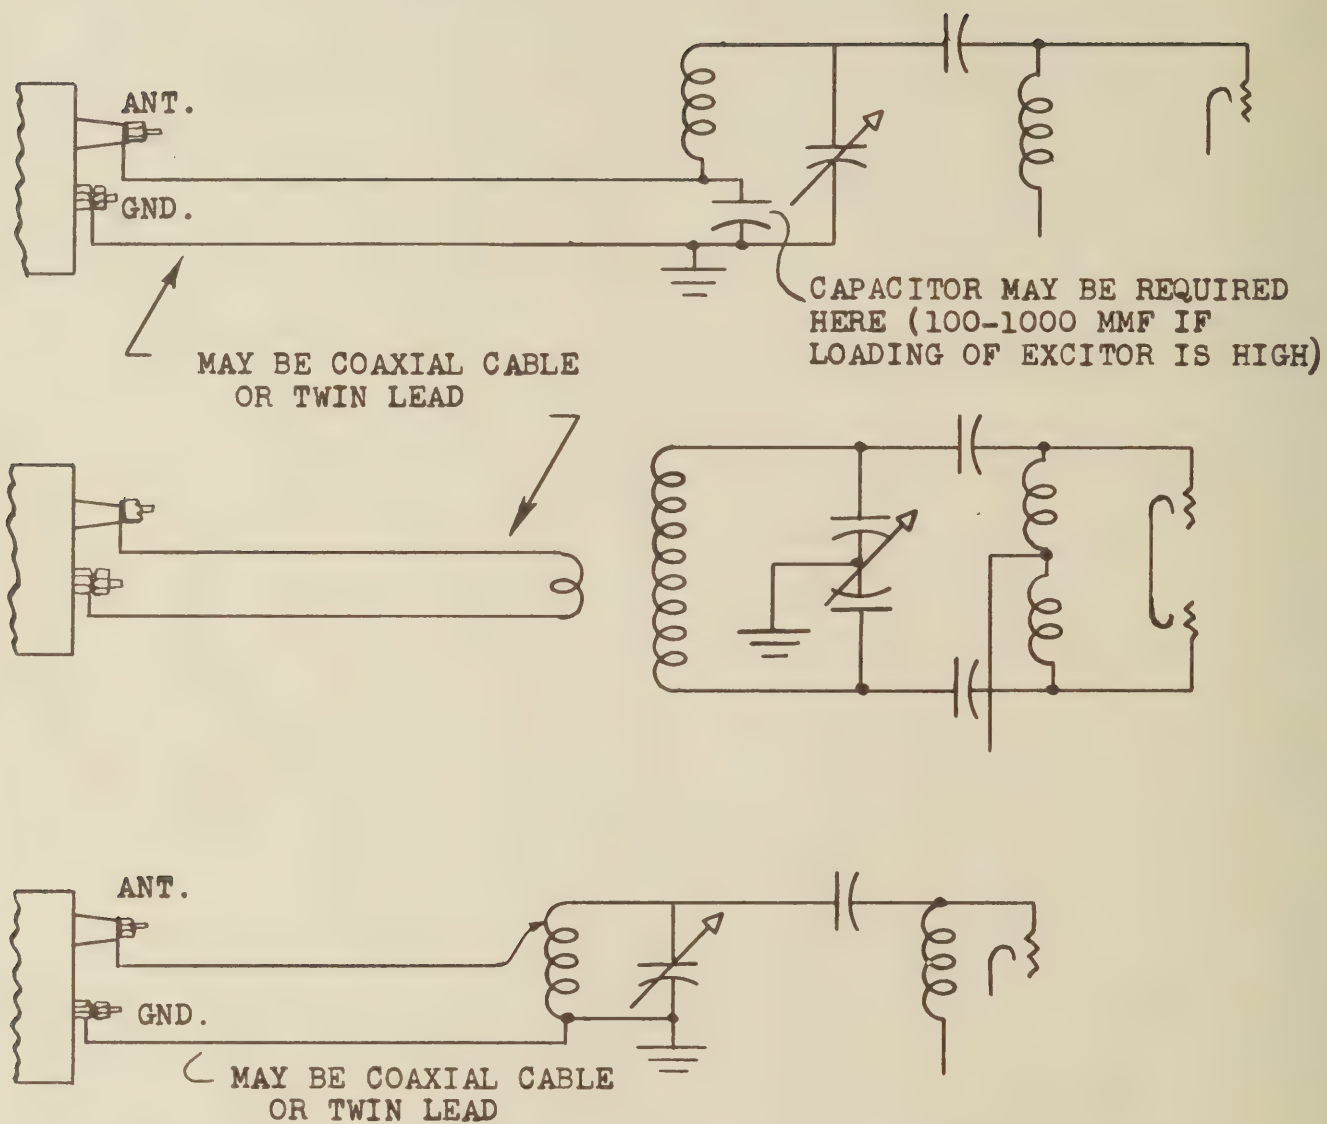 ANT.
GND.
CAPACITOR MAY BE REQUIRED
HERE (100-1000 MMF IF
LOADING OF EXCITOR IS HIGH)
MAY BE COAXIAL CABLE
OR TWIN LEAD
ANT.
GND.
MAY BE COAXIAL CABLE
OR TWIN LEAD